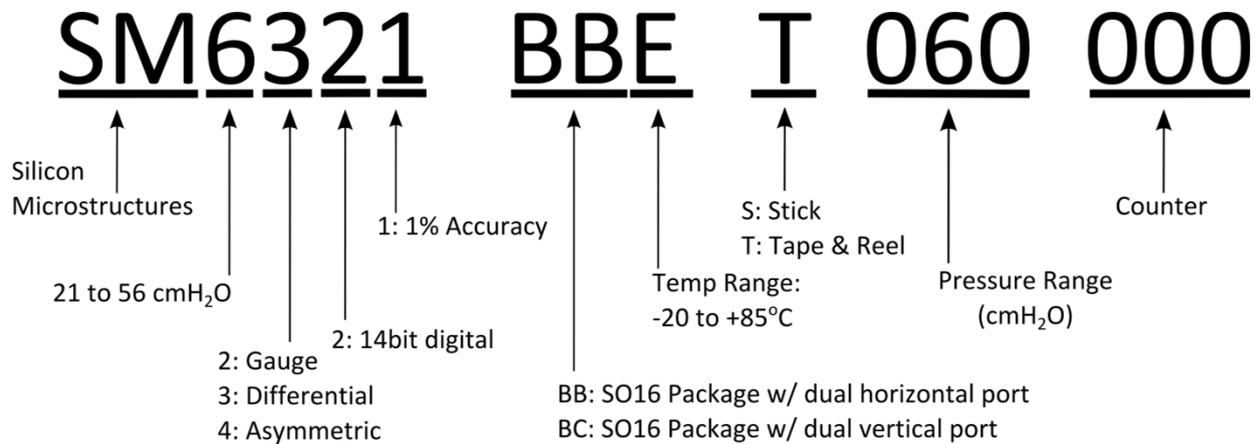 SM6321 BBE T 060 000
Silicon
Microstructures
21 to 56 cmH₂O
2: Gauge
3: Differential
4: Asymmetric
2: 14bit digital
1: 1% Accuracy
BB: SO16 Package w/ dual horizontal port
BC: SO16 Package w/ dual vertical port
Temp Range:
-20 to +85°C
S: Stick
T: Tape & Reel
Pressure Range
(cmH₂O)
Counter